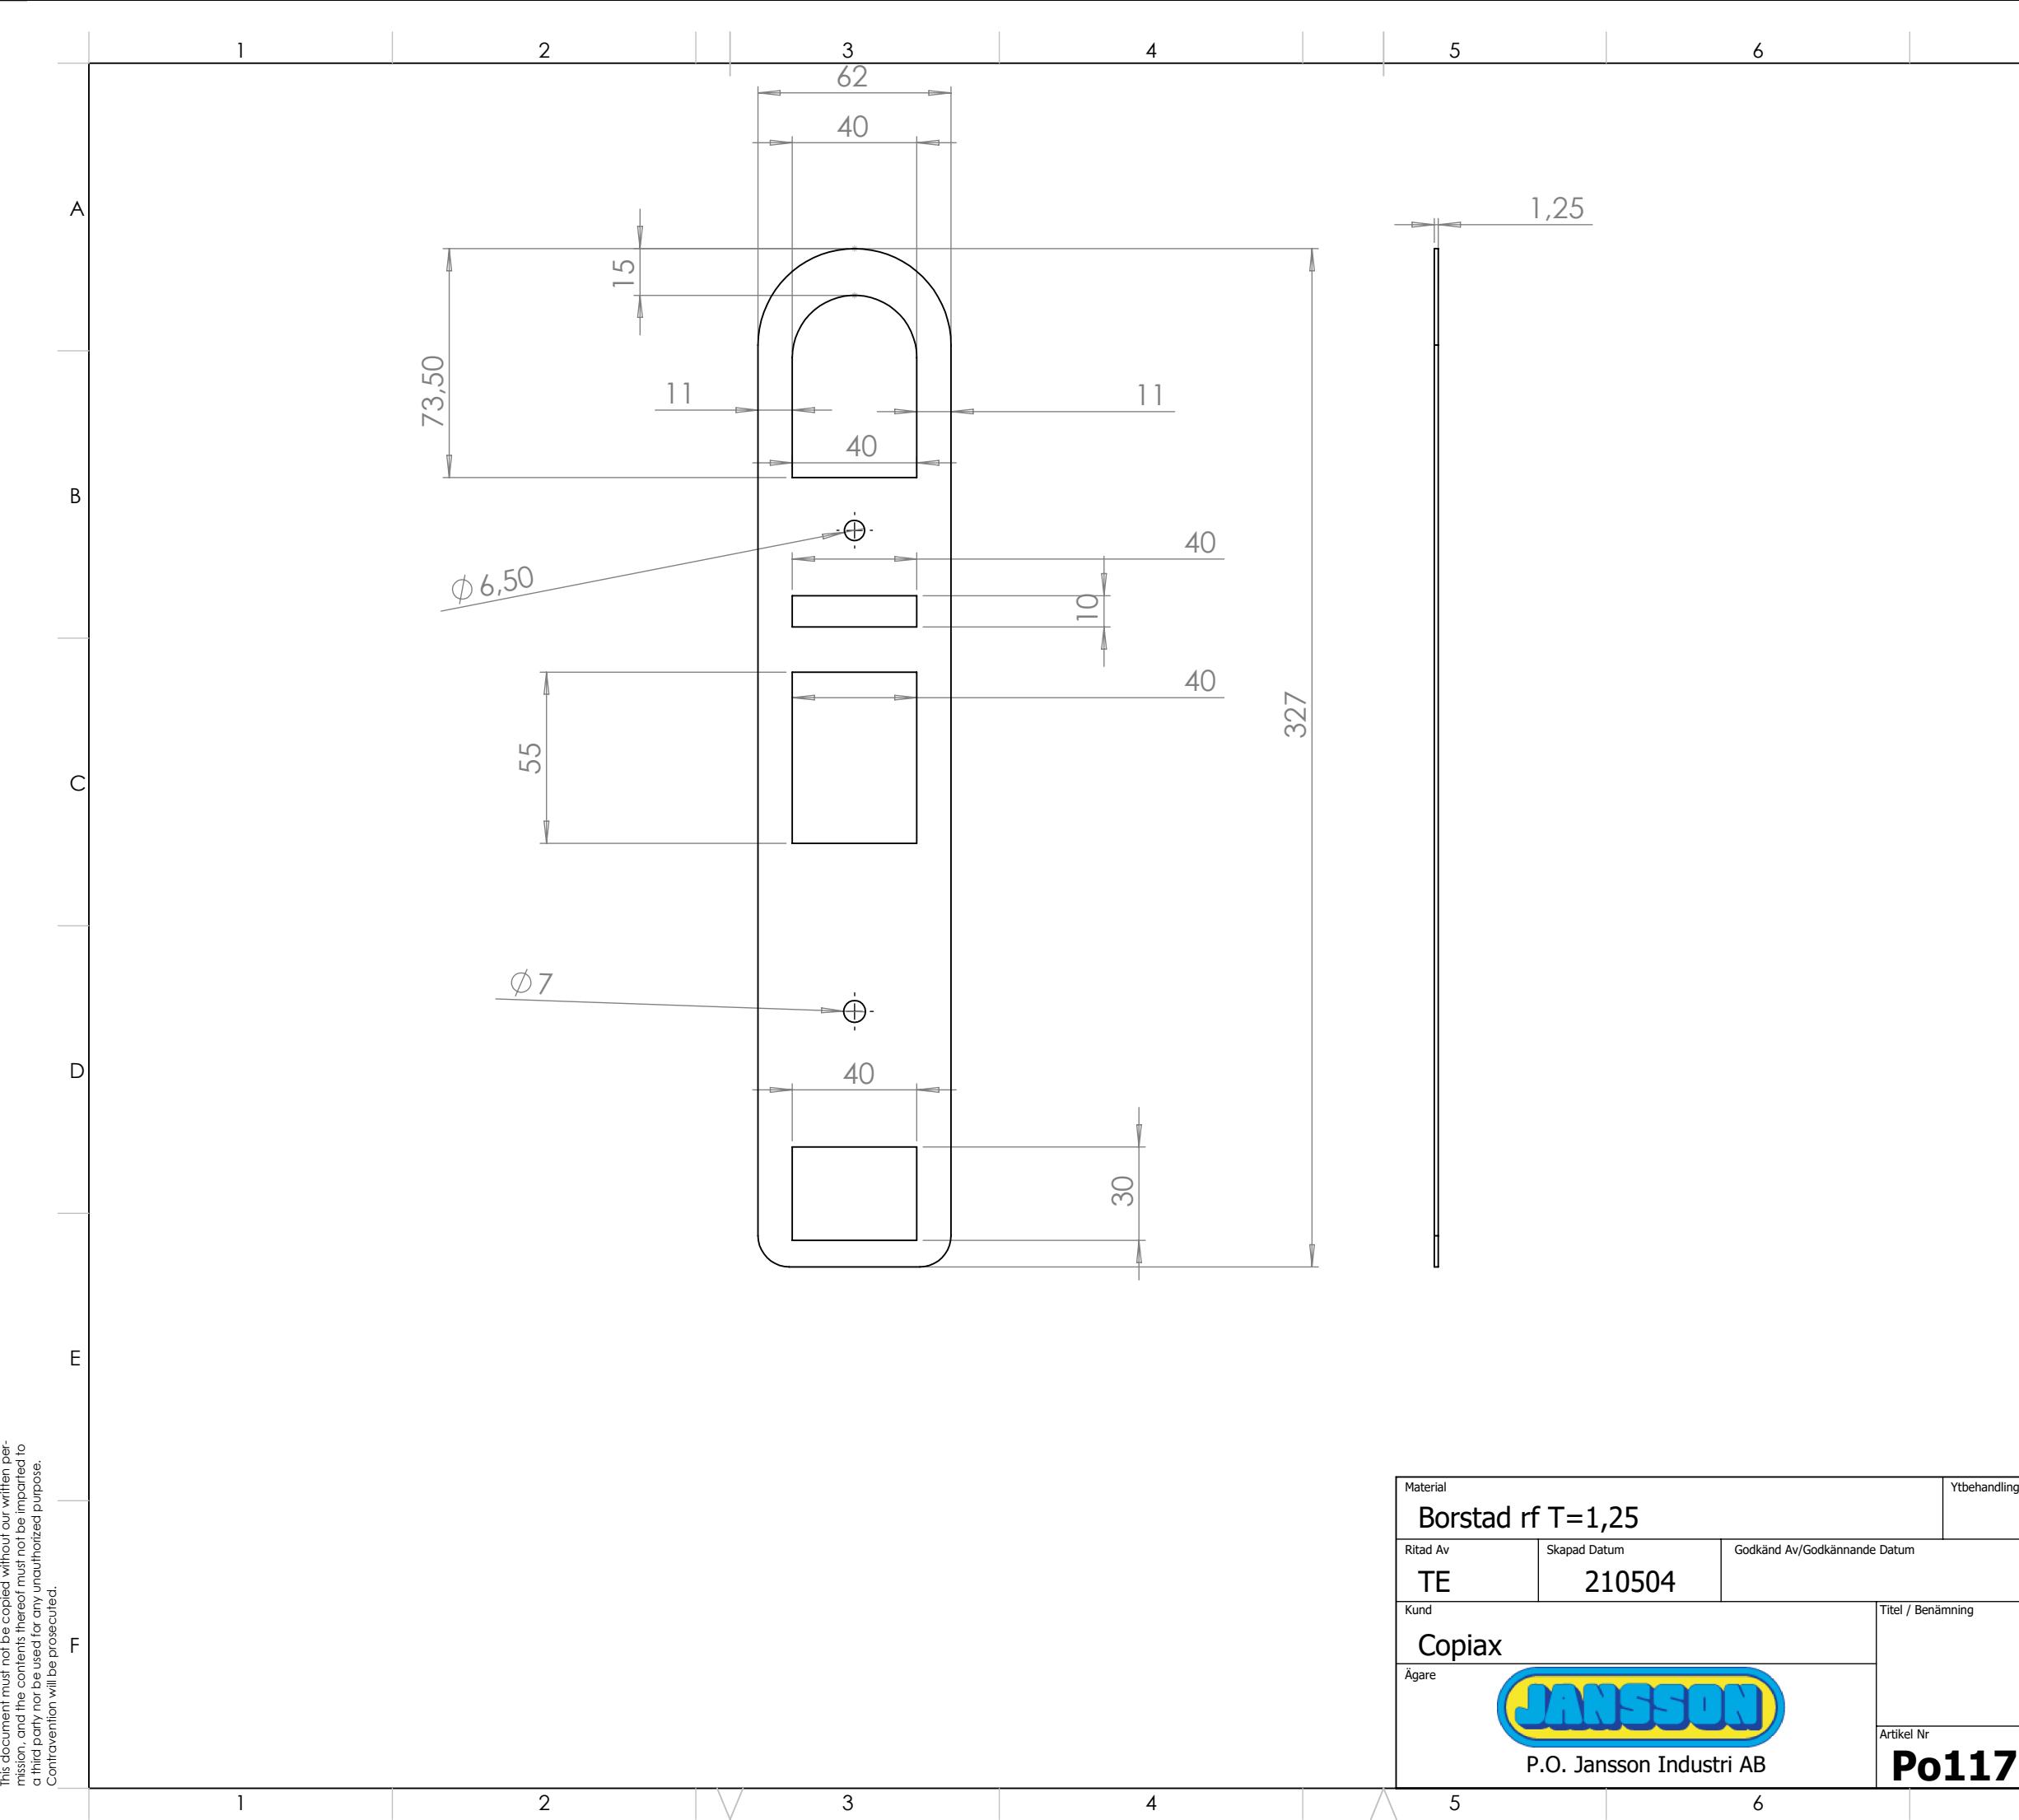 1 2 3 4 5 6
62
40
A
1,25
15
73,50
11
11
40
B
40
Ø 6,50
10
40
327
55
C
Ø 7
D
40
30
E
This document must not be copied without our written per-
mission, and the contents thereof must not be imparted to
a third party nor be used for any unauthorized purpose.
Contravention will be prosecuted.
F
Material
Borstad rf T=1,25
Ytbehandling
Ritad Av
TE
Skapad Datum
210504
Godkänd Av/Godkännande Datum
Kund
Copiax
Titel / Benämning
Ägare
JANSSON
P.O. Jansson Industri AB
Artikel Nr
Po117
1 2 3 4 5 6